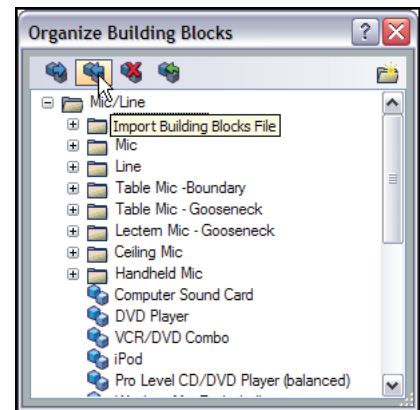 Organize Building Blocks
Mic/Line
Import Building Blocks File
Mic
Line
Table Mic -Boundary
Table Mic - Gooseneck
Lectern Mic - Gooseneck
Ceiling Mic
Handheld Mic
Computer Sound Card
DVD Player
VCR/DVD Combo
iPod
Pro Level CD/DVD Player (balanced)